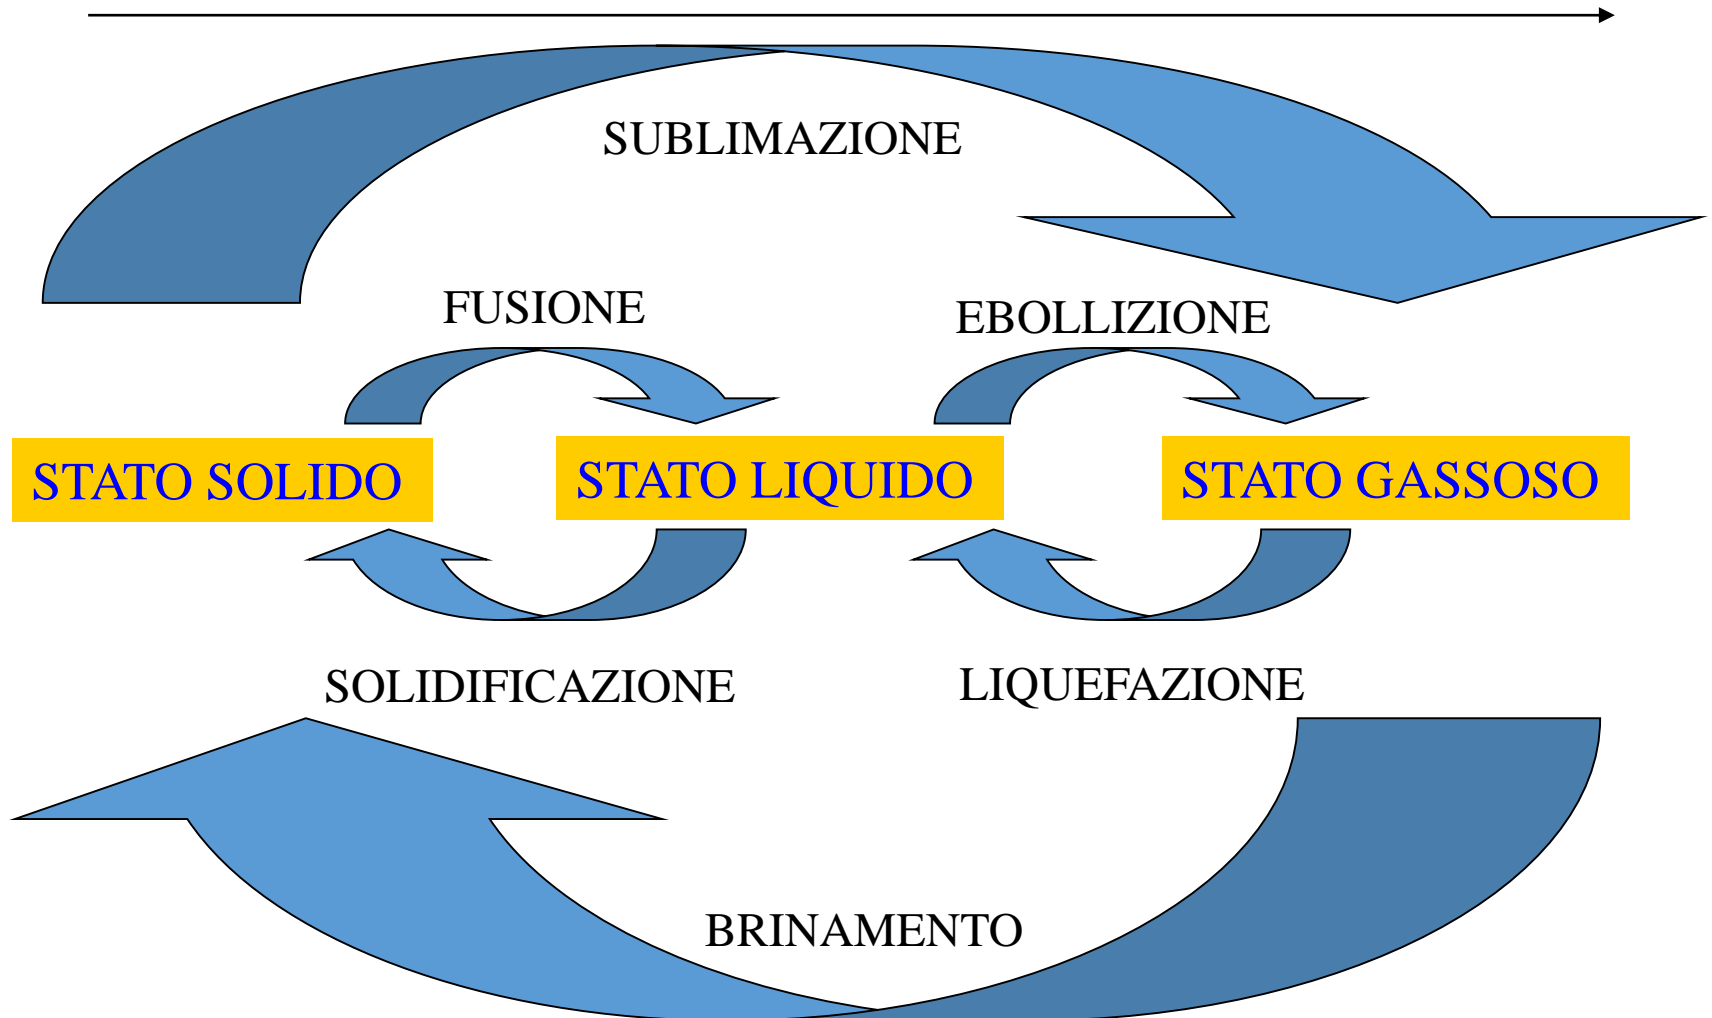 SUBLIMAZIONE
FUSIONE
EBOLLIZIONE
STATO SOLIDO
STATO LIQUIDO
STATO GASSOSO
SOLIDIFICAZIONE
LIQUEFAZIONE
BRINAMENTO